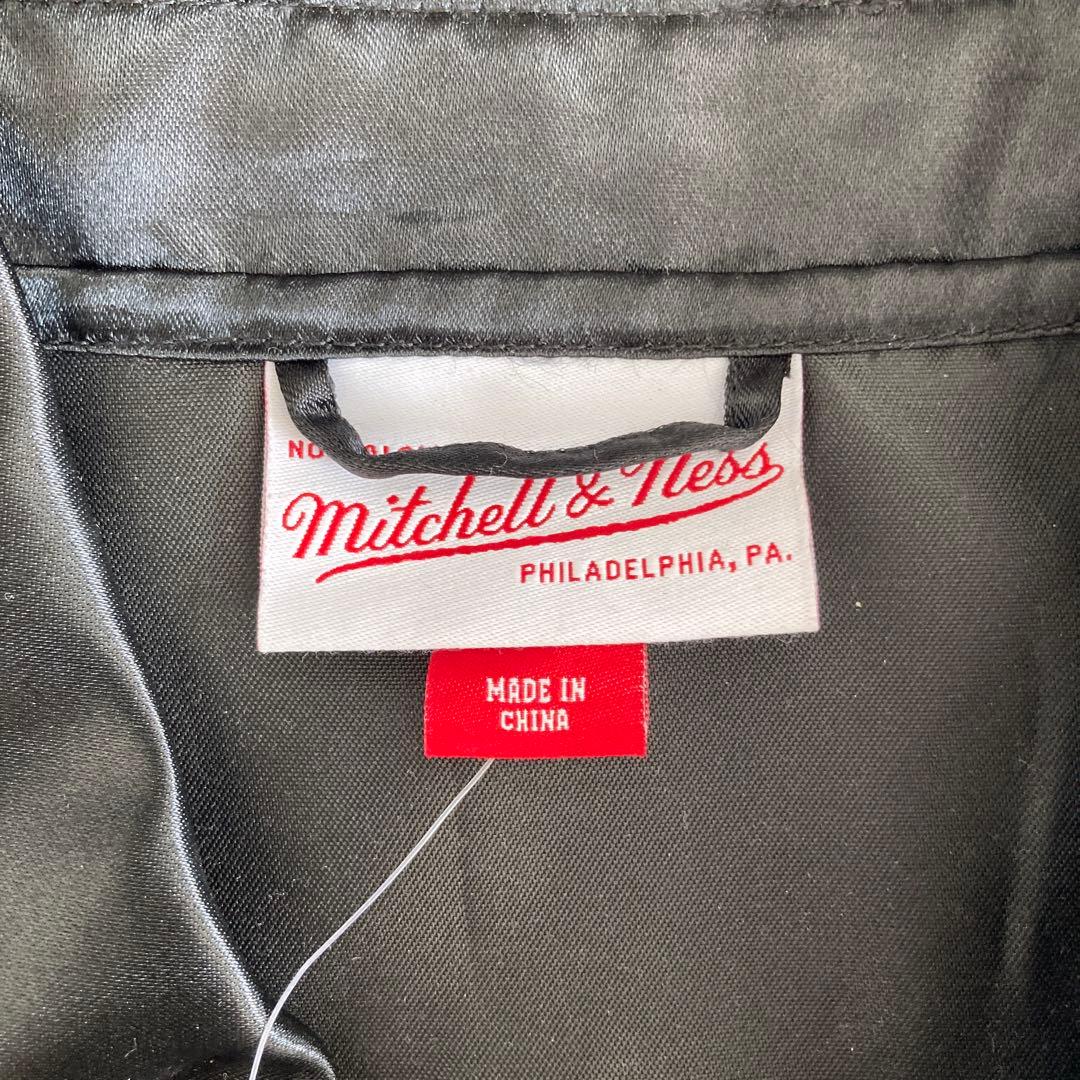 Mitchell & Ness
PHILADELPHIA, PA.
MADE IN
CHINA